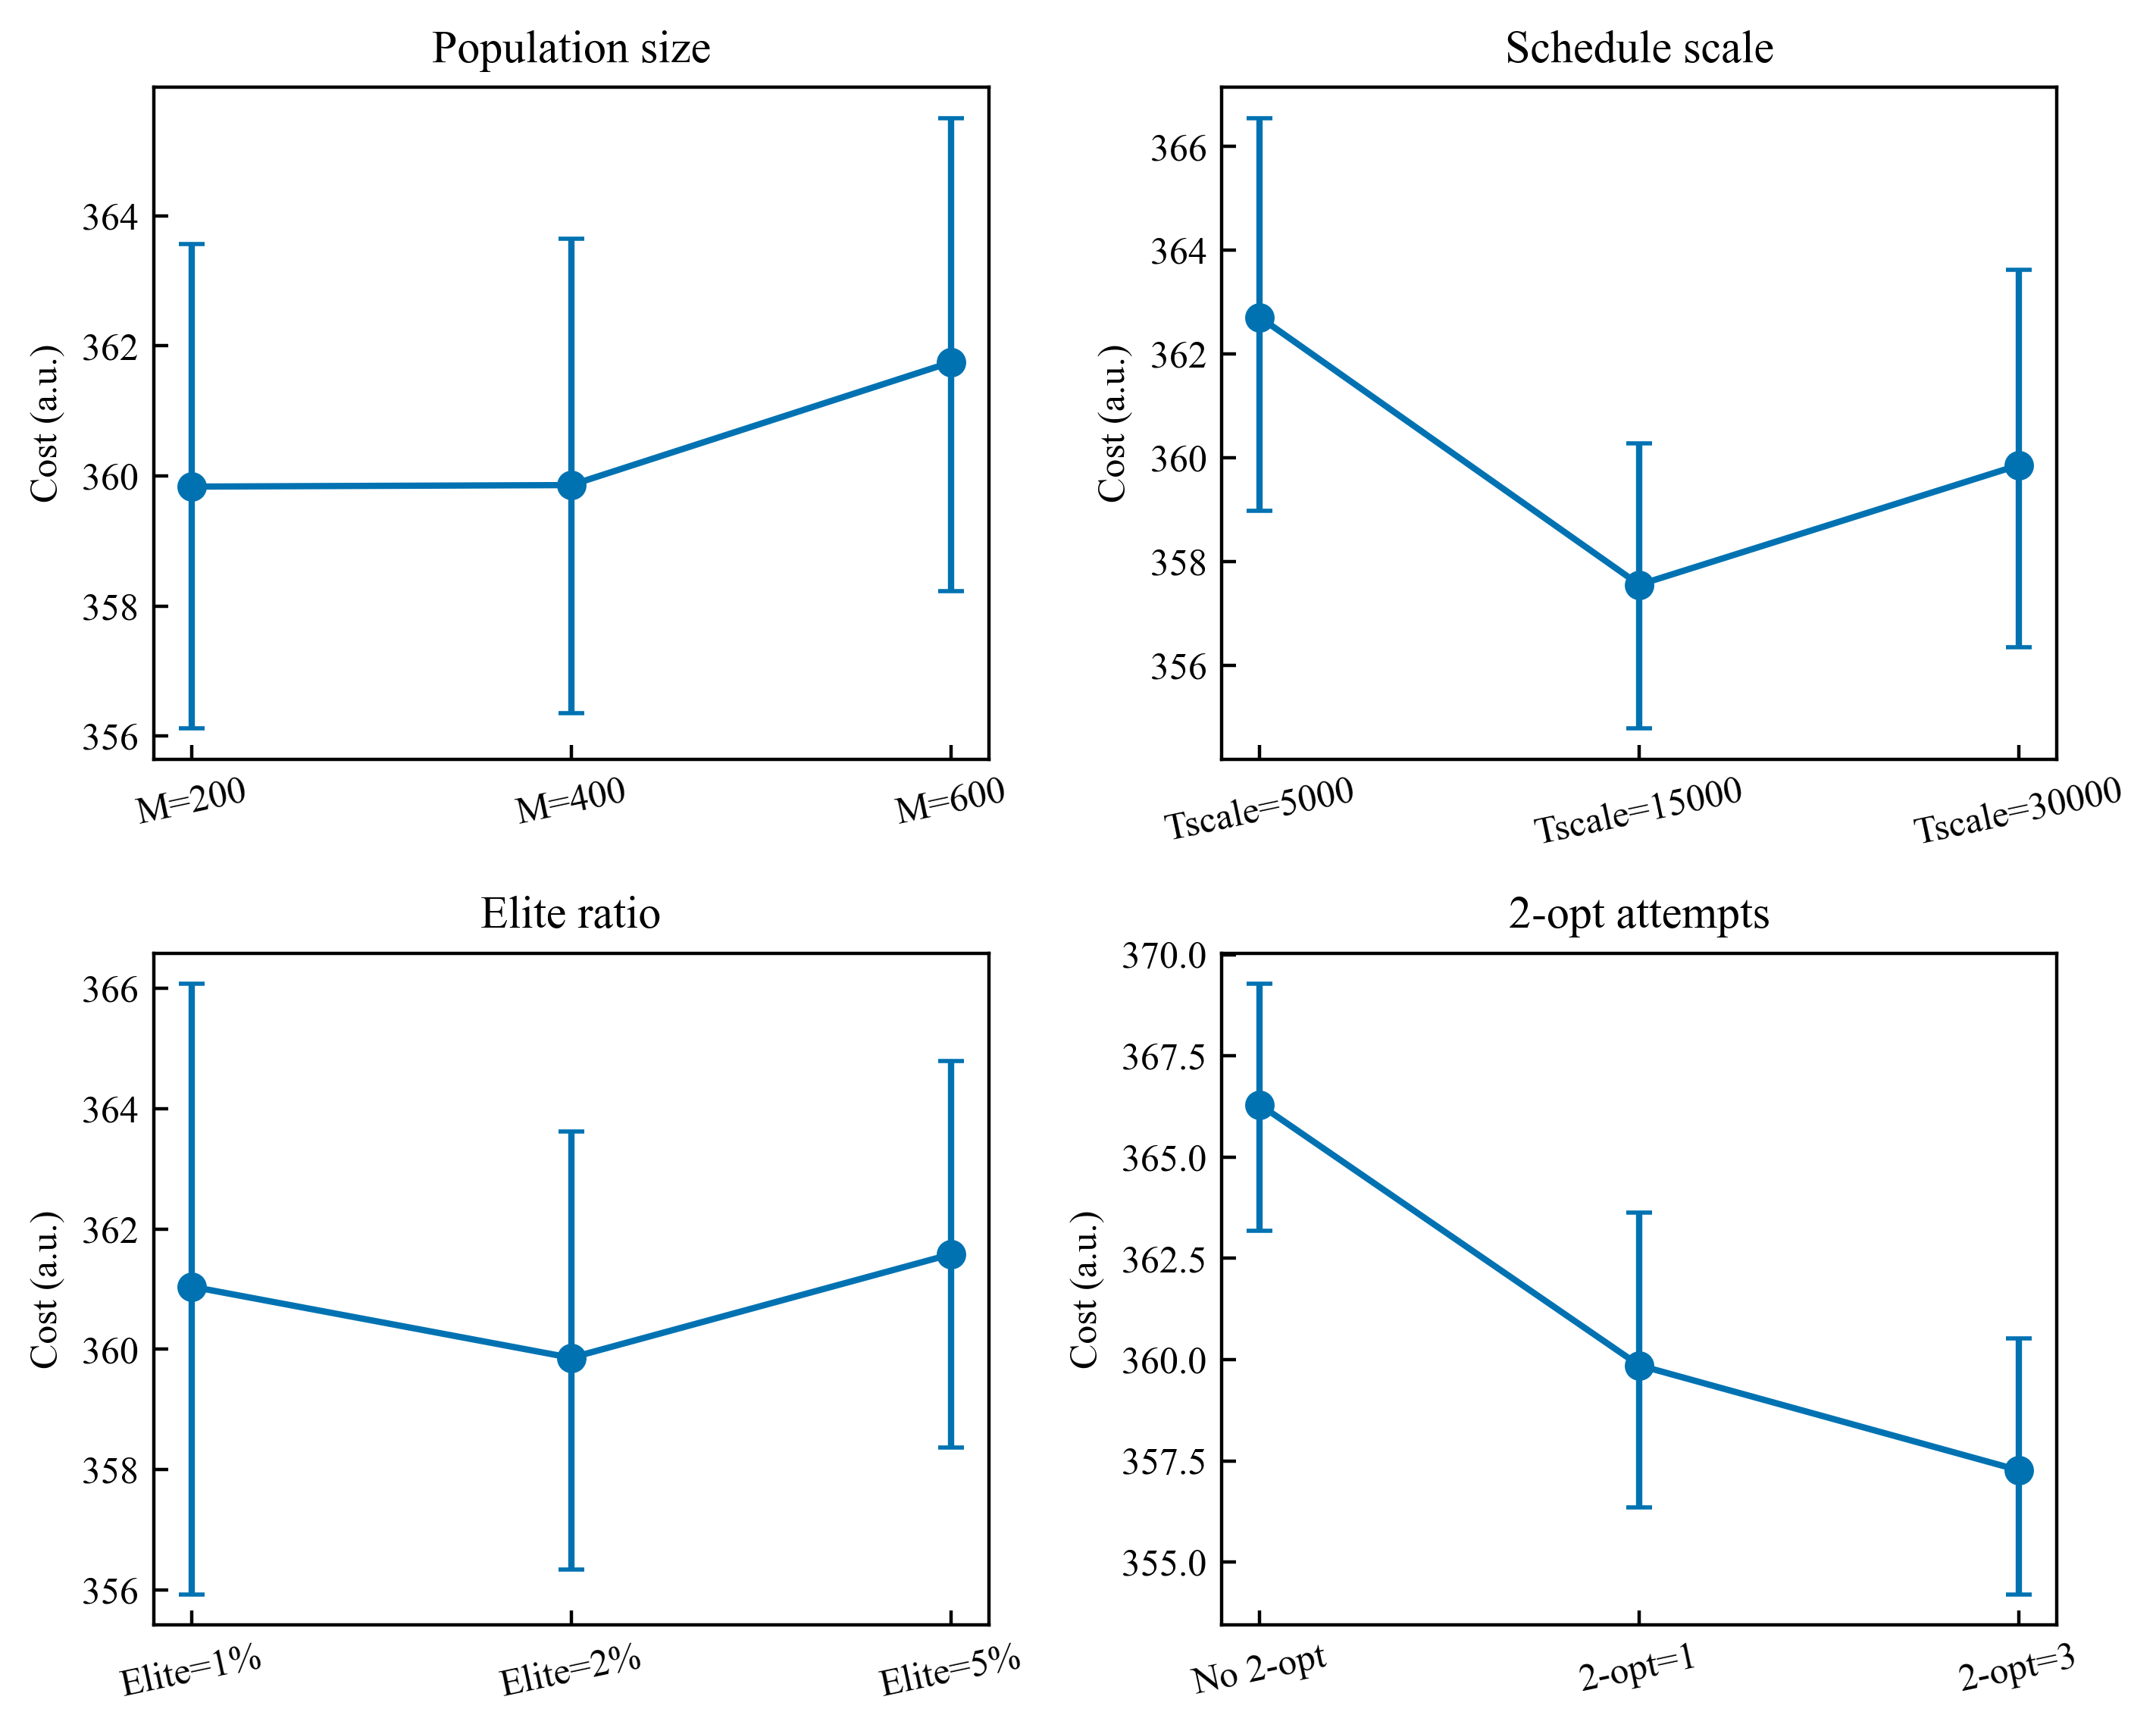 Population size
Cost (a.u.)
364
362
360
358
356
M=200
M=400
M=600
Schedule scale
Cost (a.u.)
366
364
362
360
358
356
Tscale=5000
Tscale=15000
Tscale=30000
Elite ratio
Cost (a.u.)
366
364
362
360
358
356
Elite=1%
Elite=2%
Elite=5%
2-opt attempts
Cost (a.u.)
370.0
367.5
365.0
362.5
360.0
357.5
355.0
No 2-opt
2-opt=1
2-opt=3